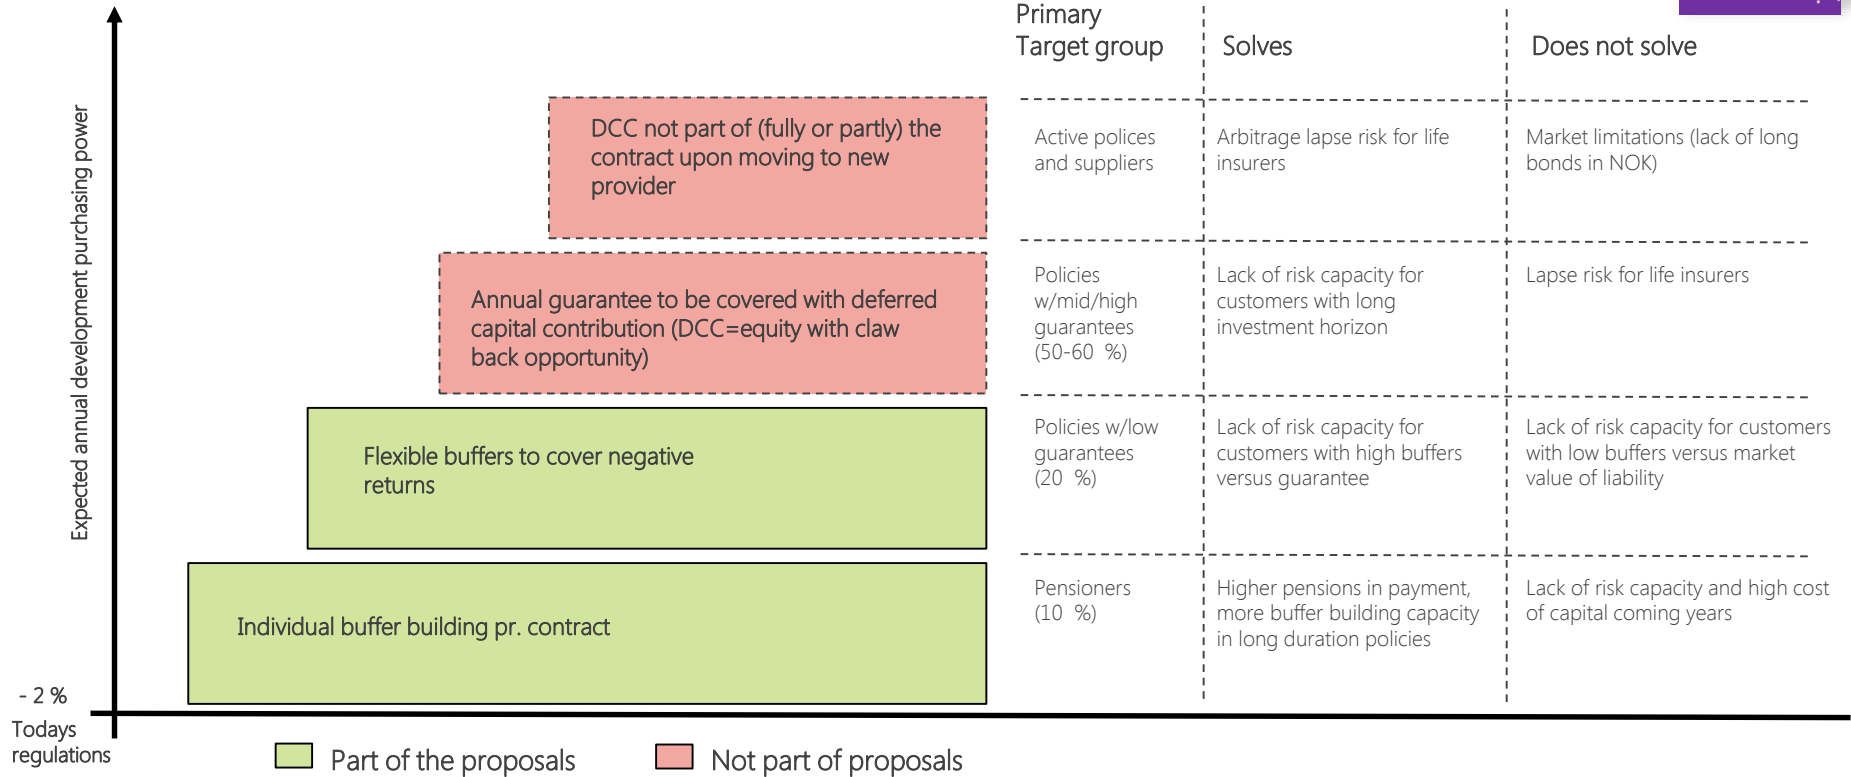 Primary
Target group
Solves
Does not solve
Expected annual development purchasing power
DCC not part of (fully or partly) the
contract upon moving to new
provider
Active polices
and suppliers
Arbitrage lapse risk for life
insurers
Market limitations (lack of long
bonds in NOK)
Annual guarantee to be covered with deferred
capital contribution (DCC=equity with claw
back opportunity)
Policies
w/mid/high
guarantees
(50-60 %)
Lack of risk capacity for
customers with long
investment horizon
Lapse risk for life insurers
Flexible buffers to cover negative
returns
Policies w/low
guarantees
(20 %)
Lack of risk capacity for
customers with high buffers
versus guarantee
Lack of risk capacity for customers
with low buffers versus market
value of liability
Individual buffer building pr. contract
Pensioners
(10 %)
Higher pensions in payment,
more buffer building capacity
in long duration policies
Lack of risk capacity and high cost
of capital coming years
- 2 %
Todays
regulations
Part of the proposals
Not part of proposals